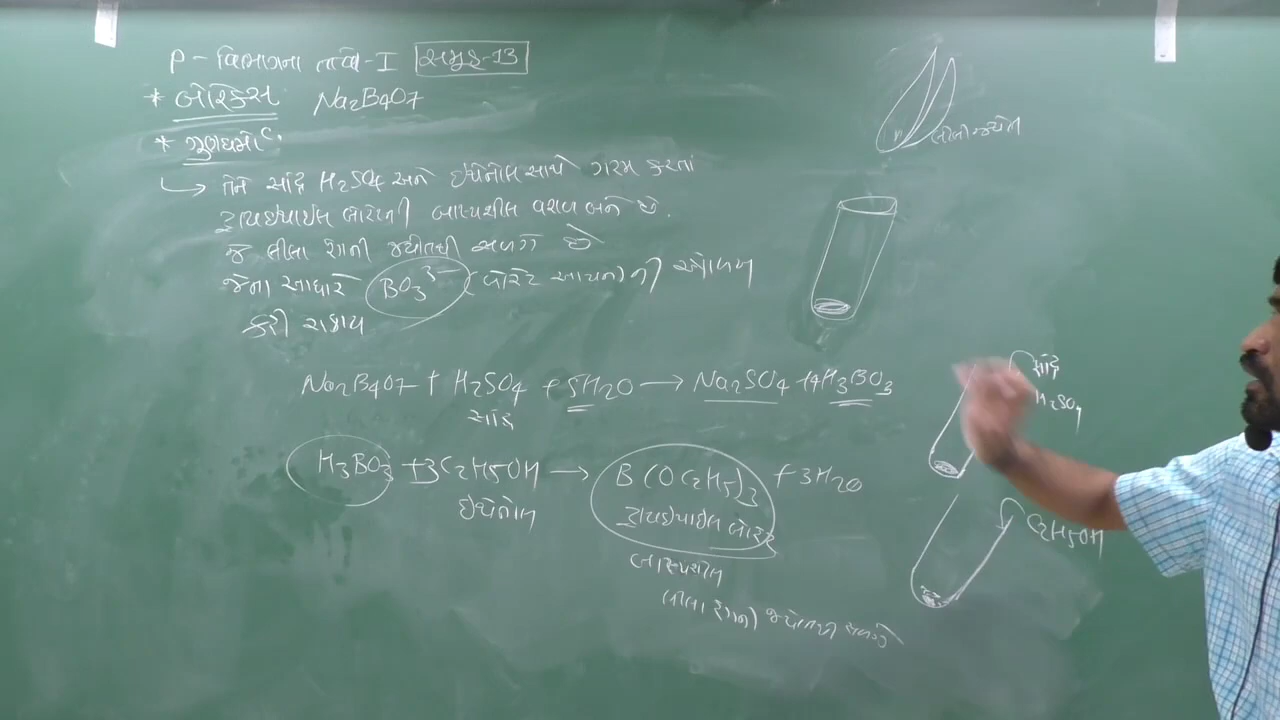 P - વિભાગના તત્વો - I સમૂહ-13
* બોરેક્સ Na2B4O7
* ગુણધર્મો:
→ તેને સાંદ્ર H2SO4 અને ઇથેનોલ સાથે ગરમ કરતાં
ટ્રાયઇથાઇલ બોરેટની બાષ્પશીલ વરાળ બને છે.
જે લીલા રંગની જ્યોતથી સળગે છે
જેના આધારે BO3^3- (બોરેટ આયન) ની ઓળખ
કરી શકાય
Na2B4O7 + H2SO4 + 5H2O → Na2SO4 + 4H3BO3
સાંદ્ર
H3BO3 + 3C2H5OH → B(OC2H5)3 + 3H2O
ઇથેનોલ ટ્રાયઇથાઇલ બોરેટ
બાષ્પશીલ
(લીલા રંગની) જ્યોતથી સળગે
લીલી જ્યોત
સાંદ્ર
H2SO4
C2H5OH